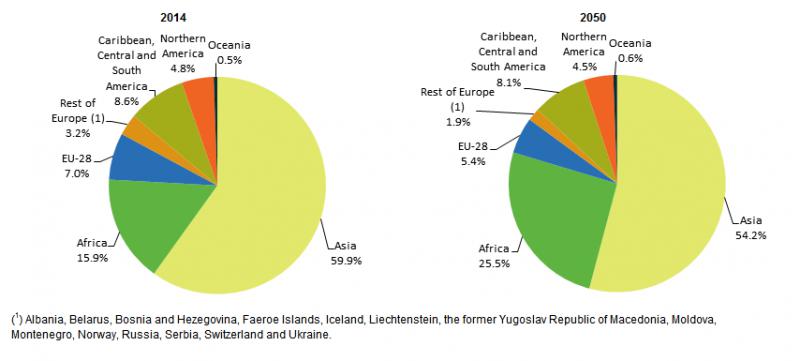 2014
Caribbean,
Central and
South
America
8.6%
Northern
America
4.8%
Oceania
0.5%
Rest of
Europe (1)
3.2%
EU-28
7.0%
Africa
15.9%
Asia
59.9%
2050
Caribbean,
Central and
South America
8.1%
Northern
America
4.5%
Oceania
0.6%
Rest of Europe
(1)
1.9%
EU-28
5.4%
Africa
25.5%
Asia
54.2%
(¹) Albania, Belarus, Bosnia and Hezegovina, Faeroe Islands, Iceland, Liechtenstein, the former Yugoslav Republic of Macedonia, Moldova,
Montenegro, Norway, Russia, Serbia, Switzerland and Ukraine.